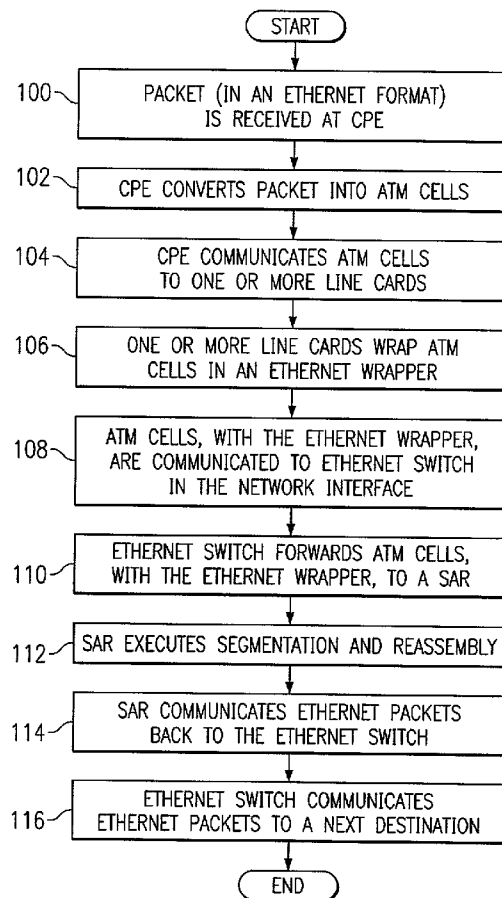 START
100
PACKET (IN AN ETHERNET FORMAT)
IS RECEIVED AT CPE
102
CPE CONVERTS PACKET INTO ATM CELLS
104
CPE COMMUNICATES ATM CELLS
TO ONE OR MORE LINE CARDS
106
ONE OR MORE LINE CARDS WRAP ATM
CELLS IN AN ETHERNET WRAPPER
108
ATM CELLS, WITH THE ETHERNET WRAPPER,
ARE COMMUNICATED TO ETHERNET SWITCH
IN THE NETWORK INTERFACE
110
ETHERNET SWITCH FORWARDS ATM CELLS,
WITH THE ETHERNET WRAPPER, TO A SAR
112
SAR EXECUTES SEGMENTATION AND REASSEMBLY
114
SAR COMMUNICATES ETHERNET PACKETS
BACK TO THE ETHERNET SWITCH
116
ETHERNET SWITCH COMMUNICATES
ETHERNET PACKETS TO A NEXT DESTINATION
END